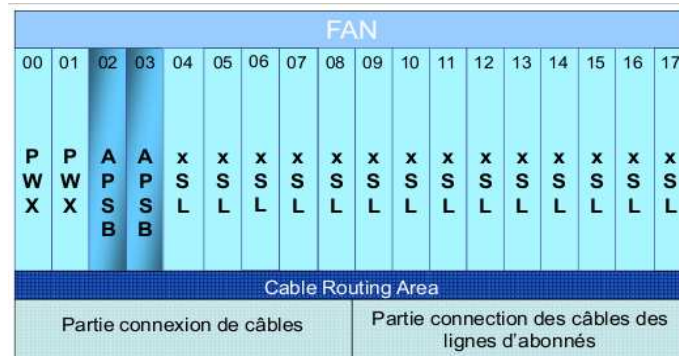 FAN
00 01 02 03 04 05 06 07 08 09 10 11 12 13 14 15 16 17
PWX PWX APSB APSB xSL xSL xSL xSL xSL xSL xSL xSL xSL xSL xSL xSL xSL xSL
Cable Routing Area
Partie connexion de câbles
Partie connection des câbles des
lignes d'abonnés